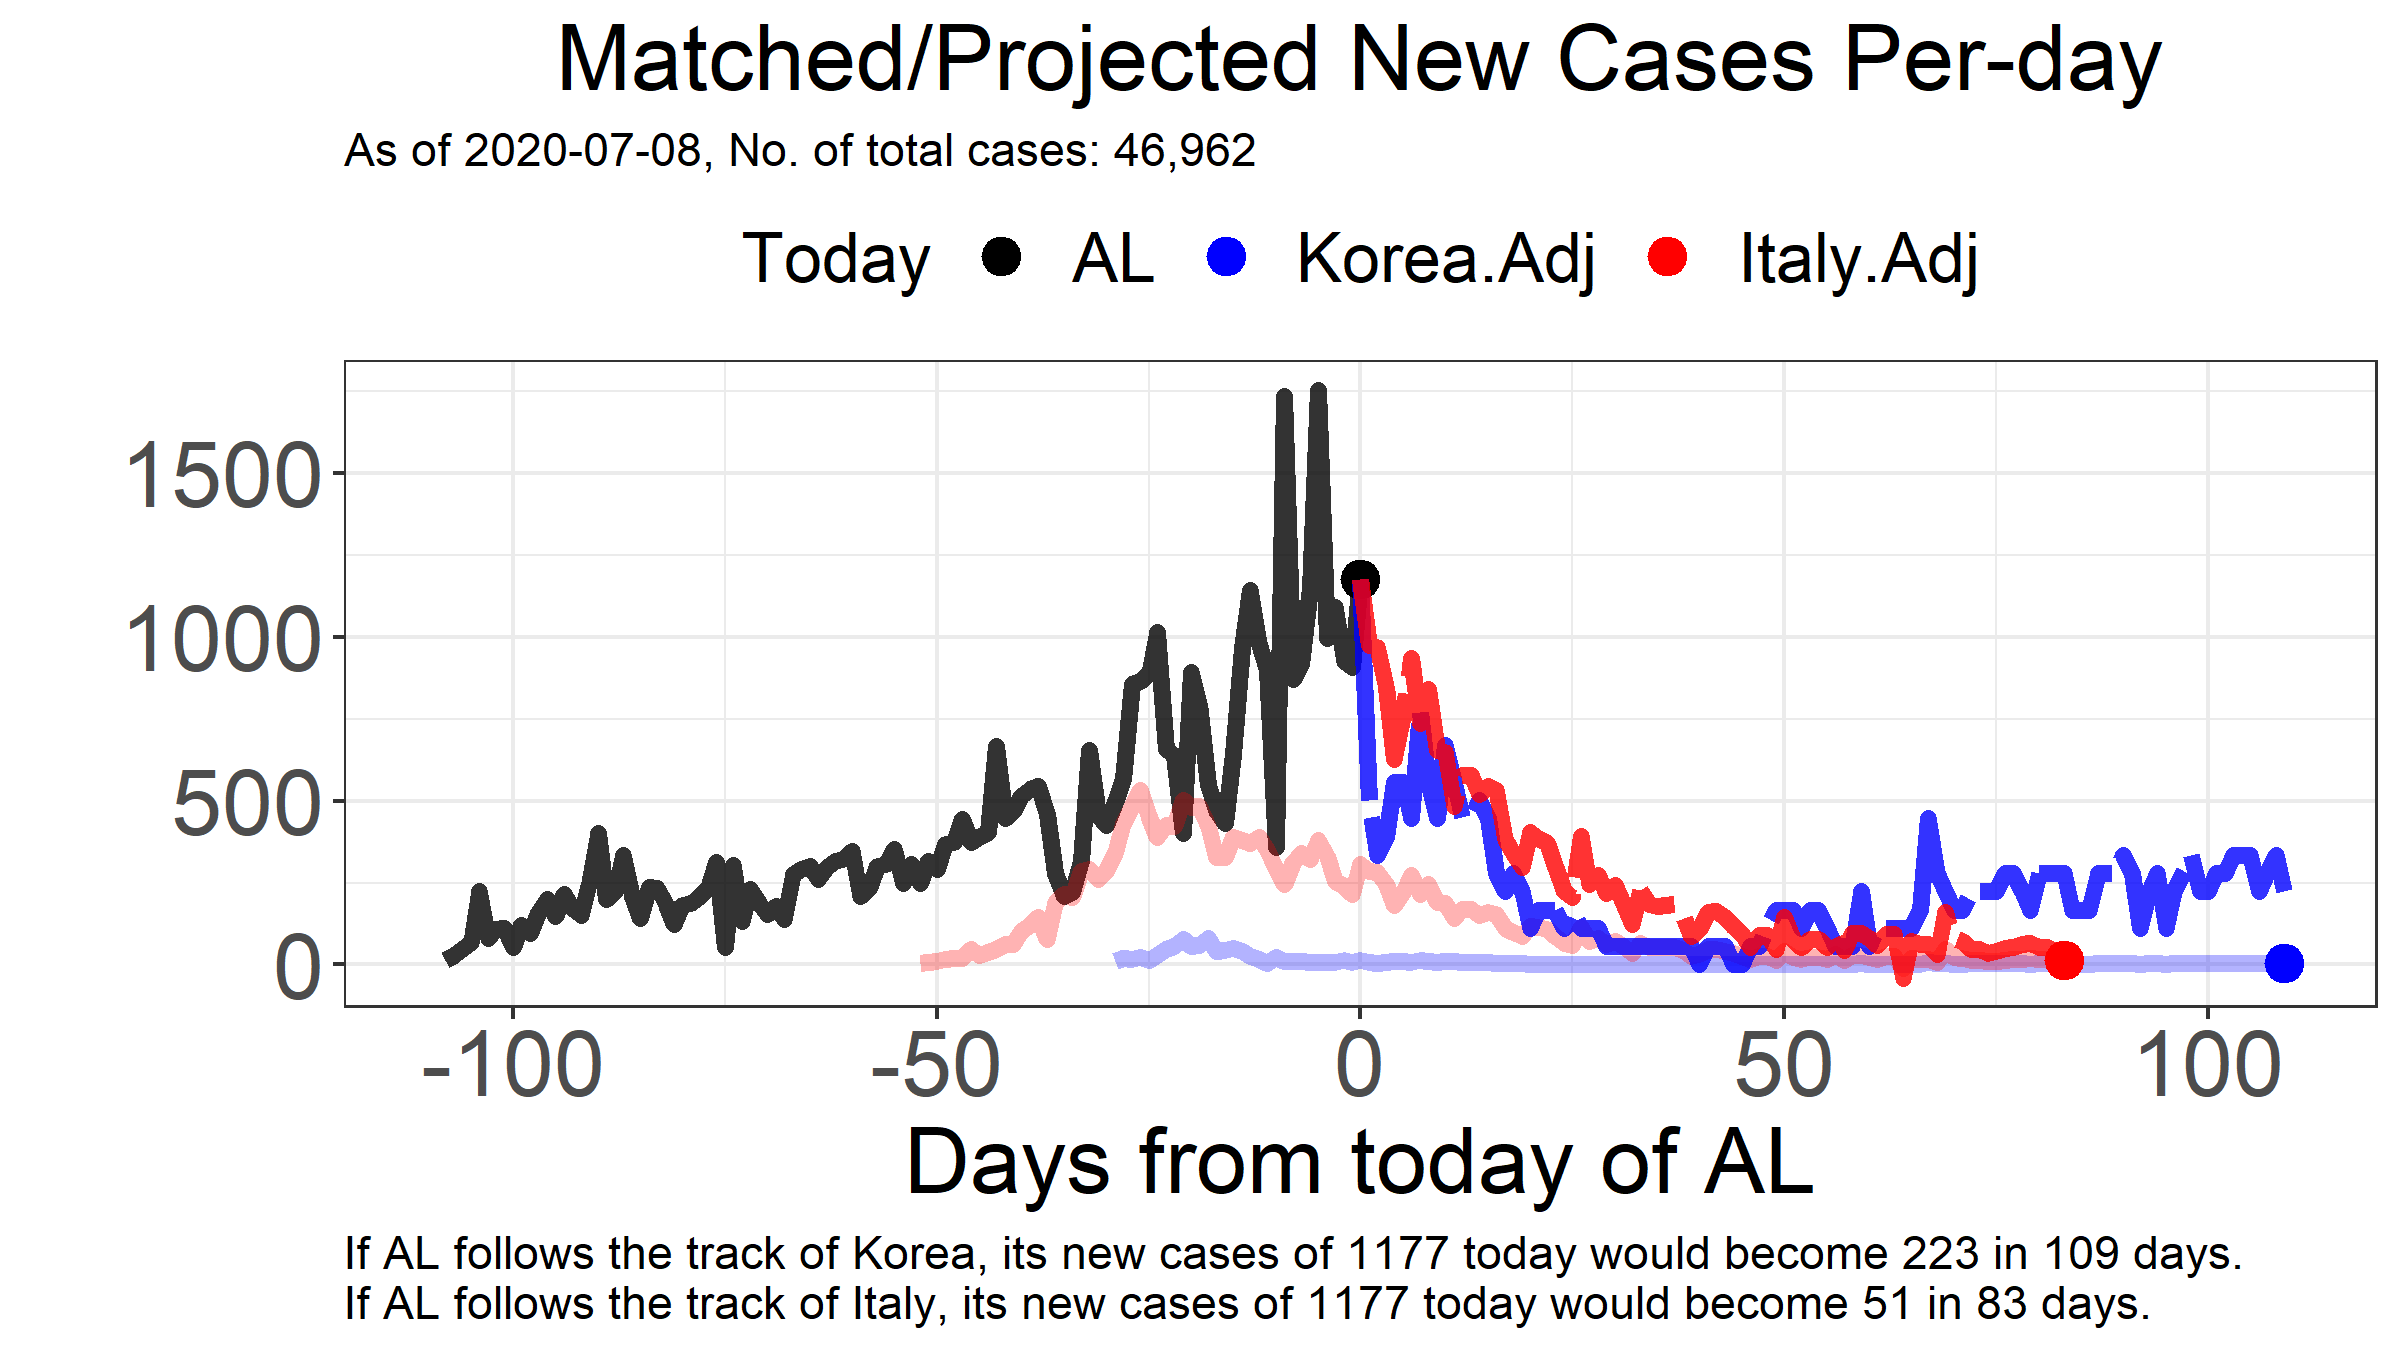 Matched/Projected New Cases Per-day
As of 2020-07-08, No. of total cases: 46,962
Today AL Korea.Adj Italy.Adj
1500
1000
500
0
-100 -50 0 50 100
Days from today of AL
If AL follows the track of Korea, its new cases of 1177 today would become 223 in 109 days.
If AL follows the track of Italy, its new cases of 1177 today would become 51 in 83 days.